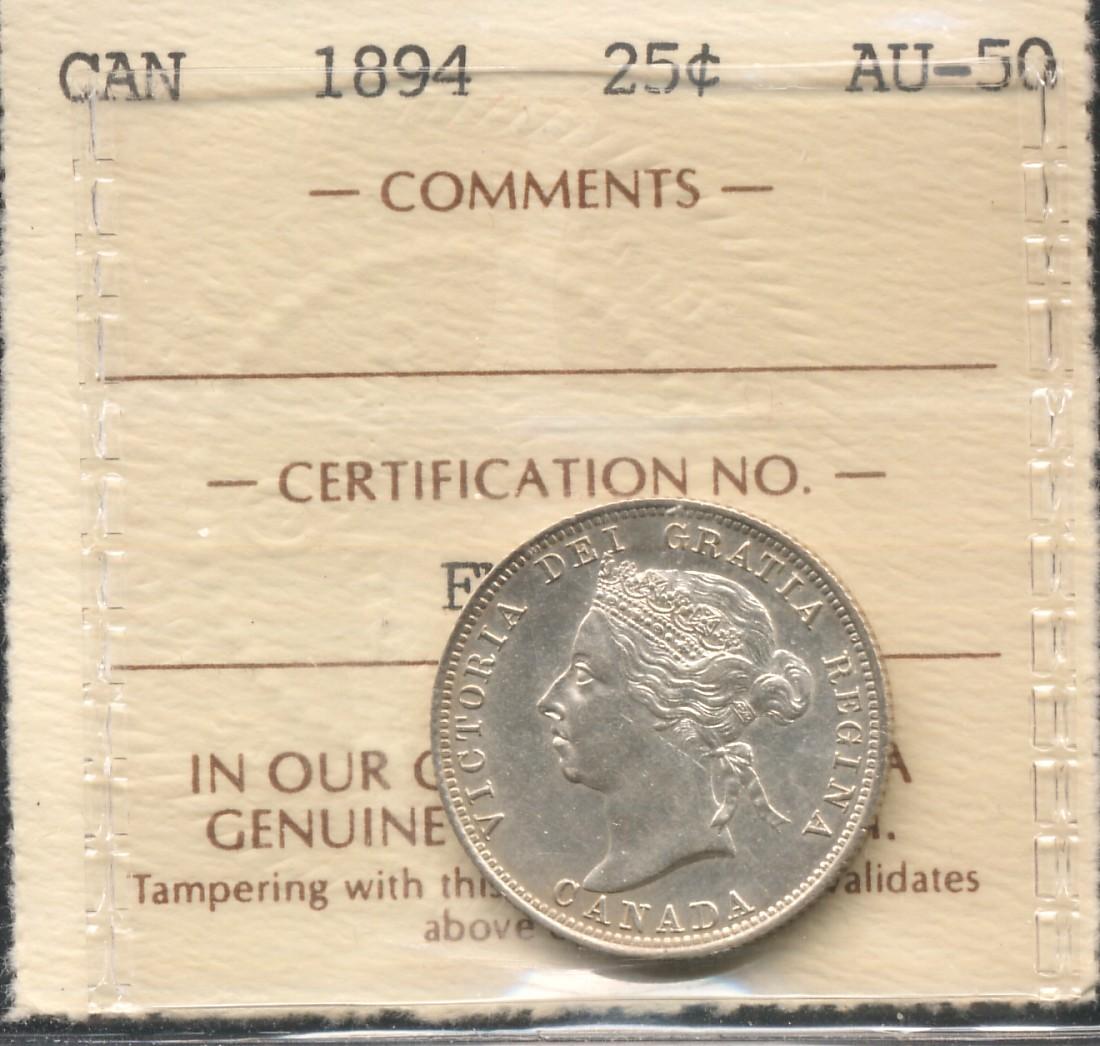 CAN 1894 25¢ AU-50
— COMMENTS —
— CERTIFICATION NO. —
IN OUR
GENUINE
Tampering with this validates
above
VICTORIA DEI GRATIA REGINA
CANADA